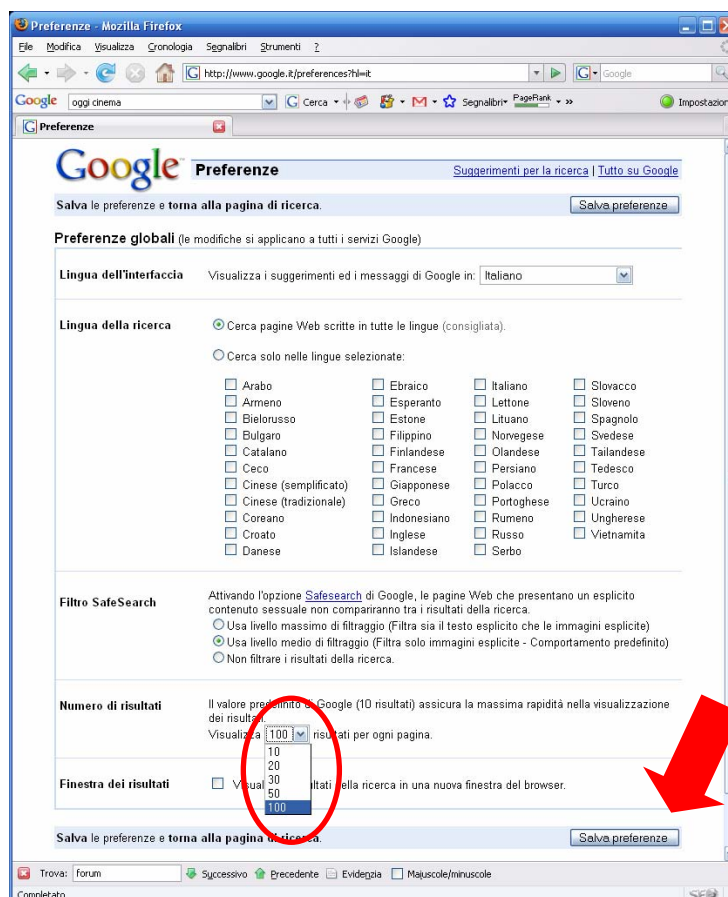 Preferenze - Mozilla Firefox
File Modifica Visualizza Cronologia Segnalibri Strumenti ?
http://www.google.it/preferences?hl=it Google
Google oggi cinema Cerca Segnalibri PageRank » Impostazion
Preferenze
Google Preferenze Suggerimenti per la ricerca | Tutto su Google
Salva le preferenze e torna alla pagina di ricerca. Salva preferenze
Preferenze globali (le modifiche si applicano a tutti i servizi Google)
Lingua dell'interfaccia Visualizza i suggerimenti ed i messaggi di Google in: Italiano
Lingua della ricerca Cerca pagine Web scritte in tutte le lingue (consigliata).
Cerca solo nelle lingue selezionate:
Arabo Ebraico Italiano Slovacco
Armeno Esperanto Lettone Sloveno
Bielorusso Estone Lituano Spagnolo
Bulgaro Filippino Norvegese Svedese
Catalano Finlandese Olandese Tailandese
Ceco Francese Persiano Tedesco
Cinese (semplificato) Giapponese Polacco Turco
Cinese (tradizionale) Greco Portoghese Ucraino
Coreano Indonesiano Rumeno Ungherese
Croato Inglese Russo Vietnamita
Danese Islandese Serbo
Filtro SafeSearch Attivando l'opzione Safesearch di Google, le pagine Web che presentano un esplicito
contenuto sessuale non compariranno tra i risultati della ricerca.
Usa livello massimo di filtraggio (Filtra sia il testo esplicito che le immagini esplicite)
Usa livello medio di filtraggio (Filtra solo immagini esplicite - Comportamento predefinito)
Non filtrare i risultati della ricerca.
Numero di risultati Il valore predefinito di Google (10 risultati) assicura la massima rapidità nella visualizzazione
dei risultati.
Visualizza 100 risultati per ogni pagina.
10
20
30
50
100
Finestra dei risultati della ricerca in una nuova finestra del browser.
Salva le preferenze e torna alla pagina di ricerca. Salva preferenze
Trova: forum Successivo Precedente Evidenzia Maiuscole/minuscole
Completato